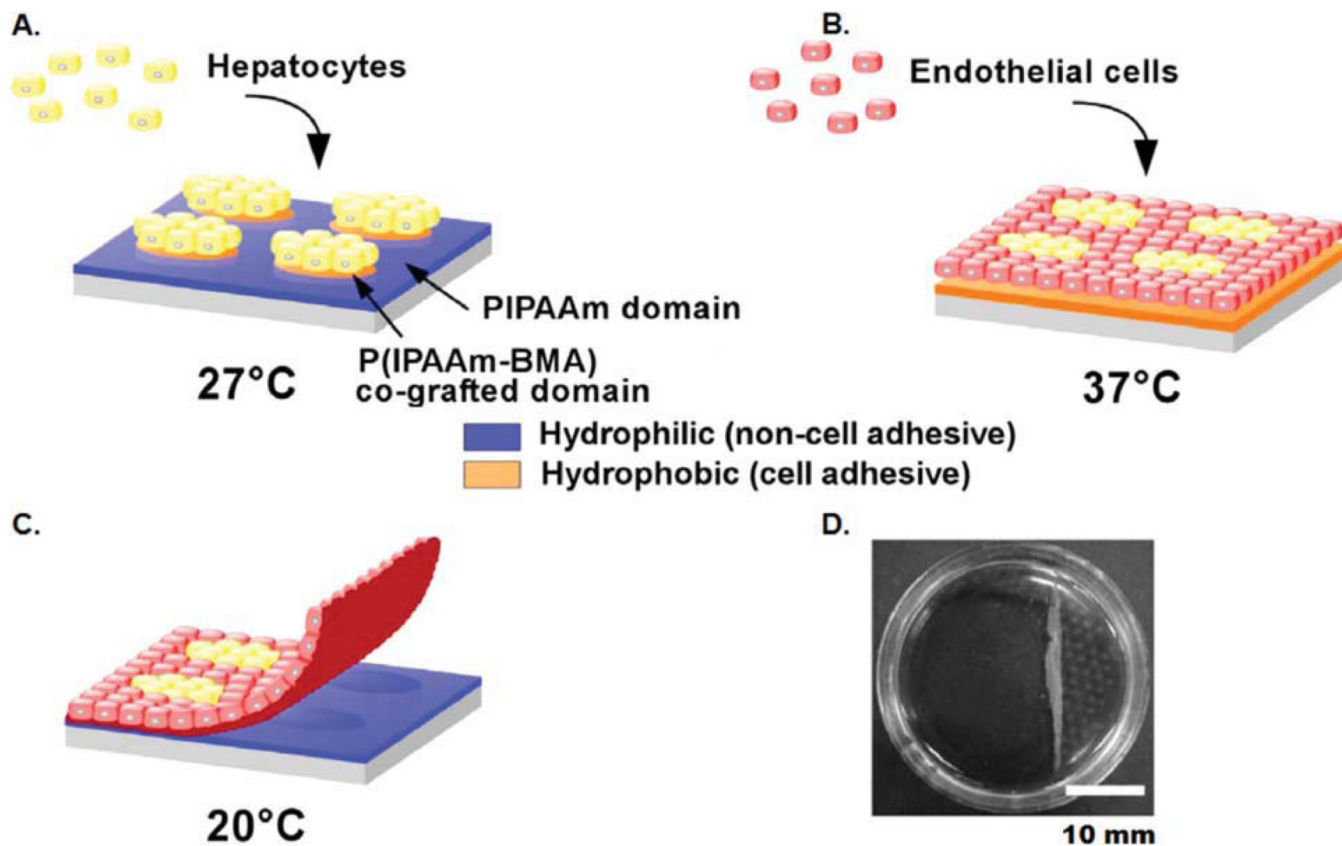 A.
Hepatocytes
PIPAAm domain
P(IPAAm-BMA)
co-grafted domain
27°C
B.
Endothelial cells
37°C
Hydrophilic (non-cell adhesive)
Hydrophobic (cell adhesive)
C.
20°C
D.
10 mm